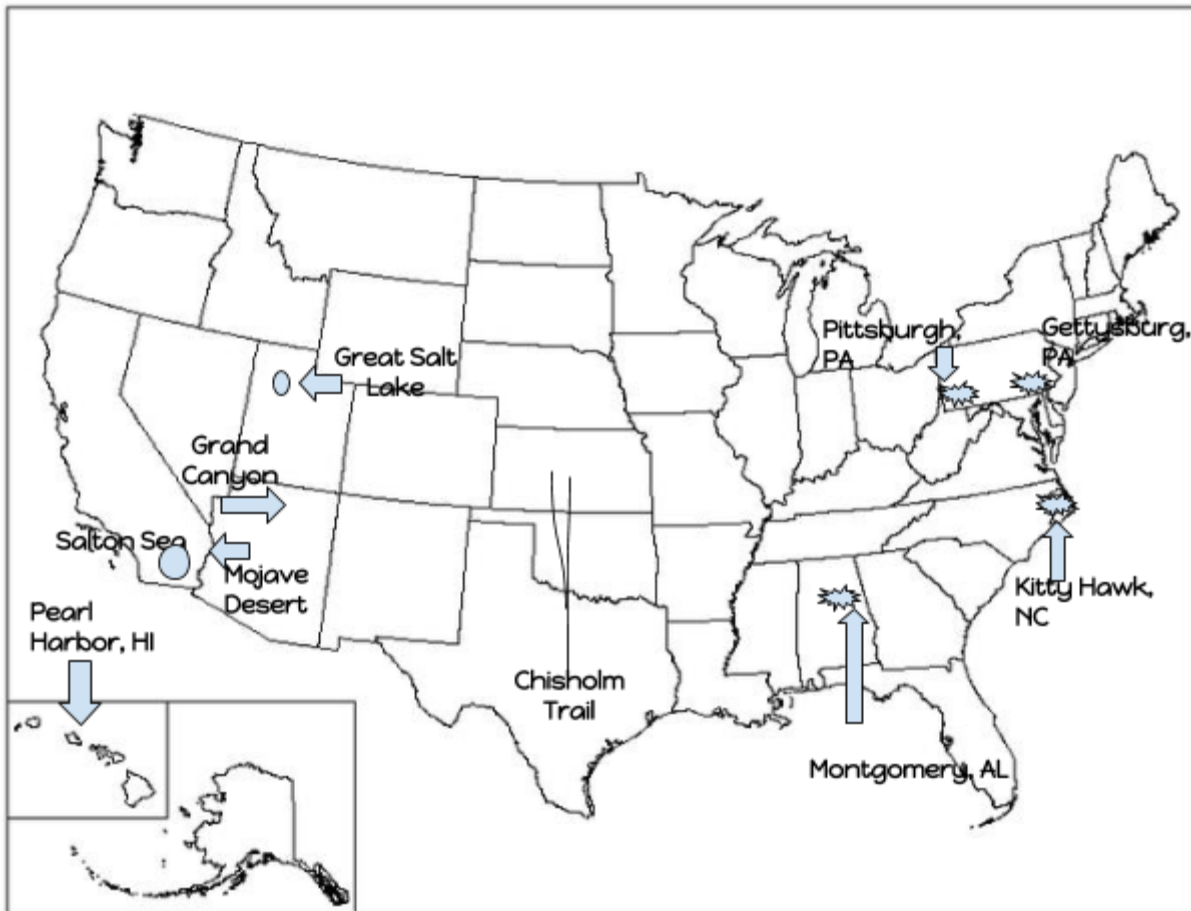 Pittsburgh,
PA
Gettysburg,
PA
Great Salt
Lake
Grand
Canyon
Salton Sea
Mojave
Desert
Kitty Hawk,
NC
Pearl
Harbor, HI
Chisholm
Trail
Montgomery, AL